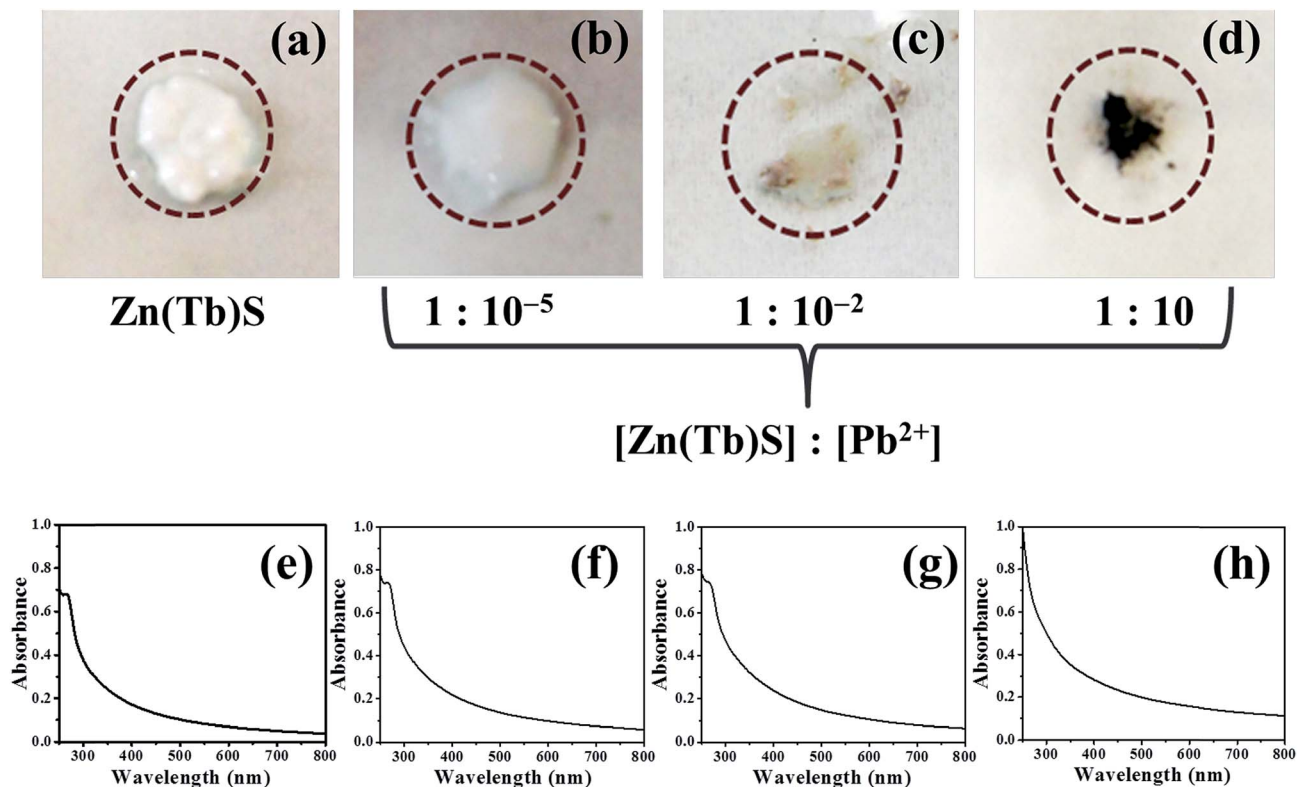 (a) (b) (c) (d)
Zn(Tb)S 1 : 10⁻⁵ 1 : 10⁻² 1 : 10
[Zn(Tb)S] : [Pb²⁺]
(e) (f) (g) (h)
Absorbance
1.0
0.8
0.6
0.4
0.2
0.0
300 400 500 600 700 800
Wavelength (nm)
Absorbance
1.0
0.8
0.6
0.4
0.2
0.0
300 400 500 600 700 800
Wavelength (nm)
Absorbance
1.0
0.8
0.6
0.4
0.2
0.0
300 400 500 600 700 800
Wavelength (nm)
Absorbance
1.0
0.8
0.6
0.4
0.2
0.0
300 400 500 600 700 800
Wavelength (nm)